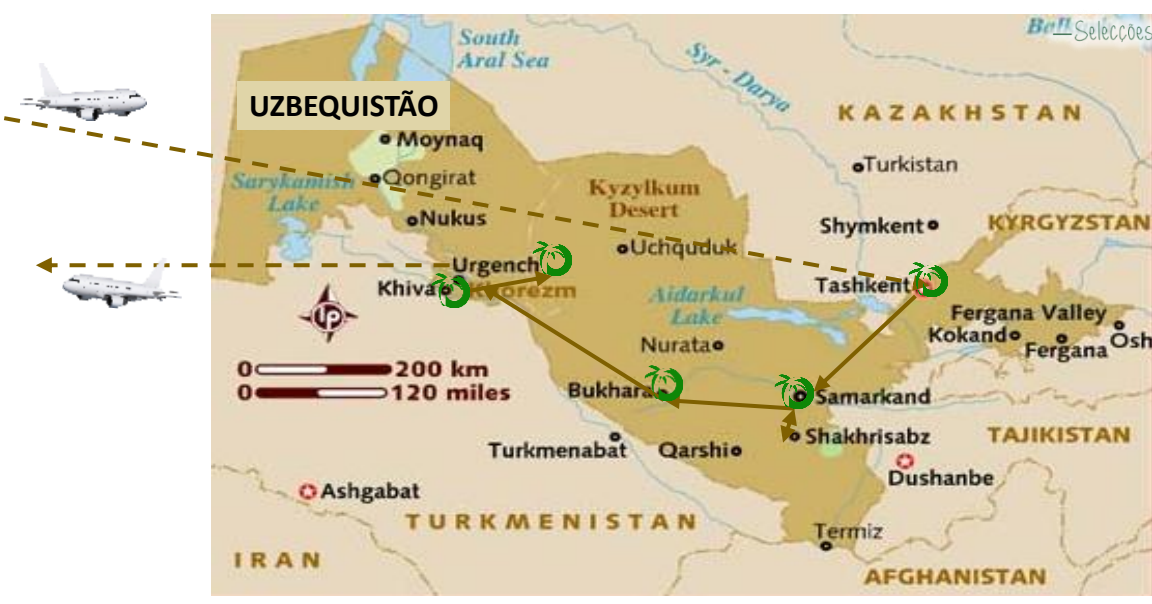 South
Aral Sea
Ball
Selecções
Syr - Darya
UZBEQUISTÃO
KAZAKHSTAN
Moynaq
Turkistan
Sarykamish
Lake
Qongirat
Kyzylkum
Desert
Nukus
Shymkent
KYRGYZSTAN
Uchquduk
Urgench
Khiva
Khorezm
Tashkent
Aidarkul
Lake
Fergana Valley
LP
Kokand
Fergana
Osh
Nurata
0 200 km
0 120 miles
Bukhara
Samarkand
Shakhrisabz
TAJIKISTAN
Turkmenabat
Qarshi
Dushanbe
Ashgabat
TURKMENISTAN
Termiz
IRAN
AFGHANISTAN